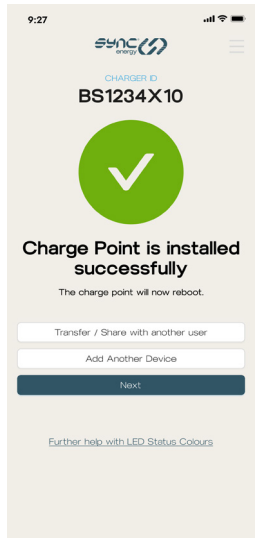 9:27
sync
energy
CHARGER ID
BS1234X10
Charge Point is installed
successfully
The charge point will now reboot.
Transfer / Share with another user
Add Another Device
Next
Further help with LED Status Colours